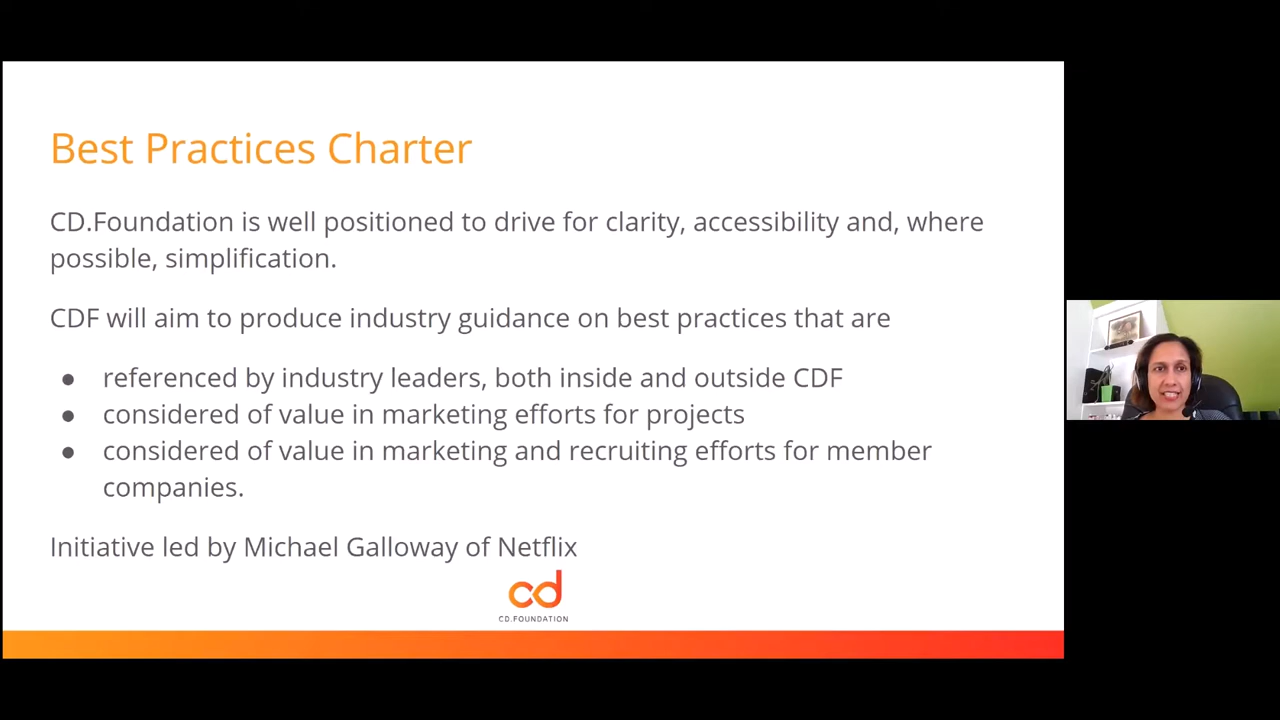 Best Practices Charter
CD.Foundation is well positioned to drive for clarity, accessibility and, where
possible, simplification.
CDF will aim to produce industry guidance on best practices that are
● referenced by industry leaders, both inside and outside CDF
● considered of value in marketing efforts for projects
● considered of value in marketing and recruiting efforts for member
companies.
Initiative led by Michael Galloway of Netflix
cd
CD.FOUNDATION